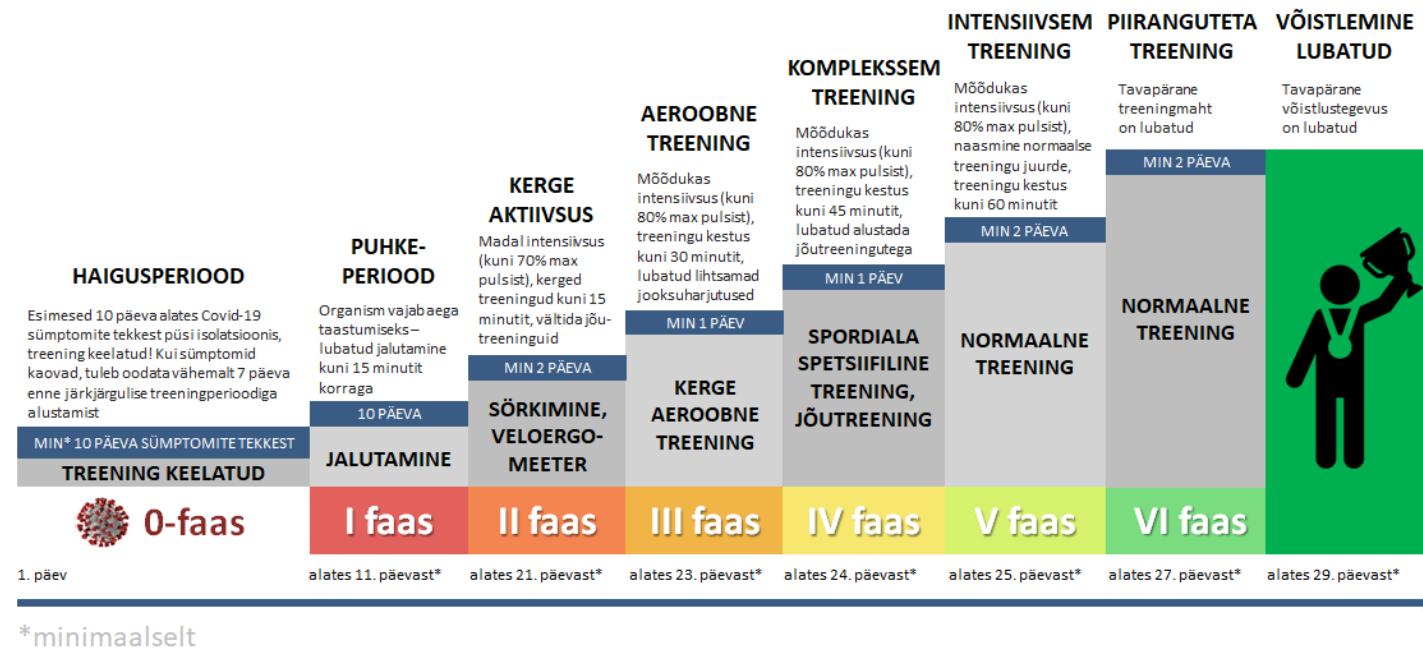 HAIGUSPERIOOD
Esimesed 10 päeva alates Covid-19
sümptomite tekkest püsi isolatsioonis,
treening keelatud! Kui sümptomid
kaovad, tuleb oodata vähemalt 7 päeva
enne järkjärgulise treeningperioodiga
alustamist
MIN* 10 PÄEVA SÜMPTOMITE TEKKEST
TREENING KEELATUD
0-faas
1. päev
PUHKE-
PERIOOD
Organism vajab aega
taastumiseks –
lubatud jalutamine
kuni 15 minutit
korraga
10 PÄEVA
JALUTAMINE
I faas
alates 11. päevast*
KERGE
AKTIIVSUS
Madal intensiivsus
(kuni 70% max
pulsist), kerged
treeningud kuni 15
minutit, vältida jõu-
treeninguid
MIN 2 PÄEVA
SÖRKIMINE,
VELOERGO-
MEETER
II faas
alates 21. päevast*
AEROOBNE
TREENING
Mõõdukas
intensiivsus (kuni
80% max pulsist),
treeningu kestus
kuni 30 minutit,
lubatud lihtsamad
jooksuharjutused
MIN 1 PÄEV
KERGE
AEROOBNE
TREENING
III faas
alates 23. päevast*
KOMPLEKSSEM
TREENING
Mõõdukas
intensiivsus (kuni
80% max pulsist),
treeningu kestus
kuni 45 minutit,
lubatud alustada
jõutreeningutega
MIN 1 PÄEV
SPORDIALA
SPETSIIFILINE
TREENING,
JÕUTREENING
IV faas
alates 24. päevast*
INTENSIIVSEM
TREENING
Mõõdukas
intensiivsus (kuni
80% max pulsist),
naasmine normaalse
treeningu juurde,
treeningu kestus
kuni 60 minutit
MIN 2 PÄEVA
NORMAALNE
TREENING
V faas
alates 25. päevast*
PIIRANGUTETA
TREENING
Tavapärane
treeningmaht
on lubatud
MIN 2 PÄEVA
NORMAALNE
TREENING
VI faas
alates 27. päevast*
VÕISTLEMINE
LUBATUD
Tavapärane
võistlustegevus
on lubatud
alates 29. päevast*
*minimaalselt